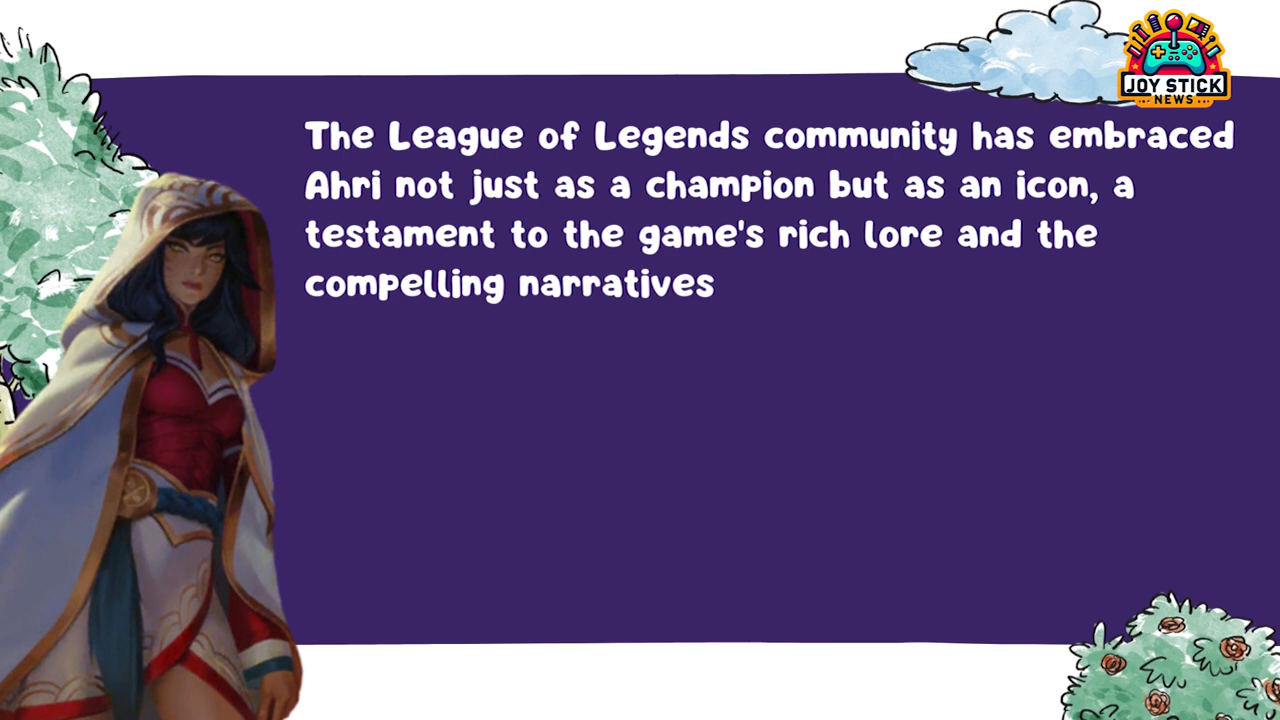 JOY STICK
NEWS
The League of Legends community has embraced
Ahri not just as a champion but as an icon, a
testament to the game's rich lore and the
compelling narratives